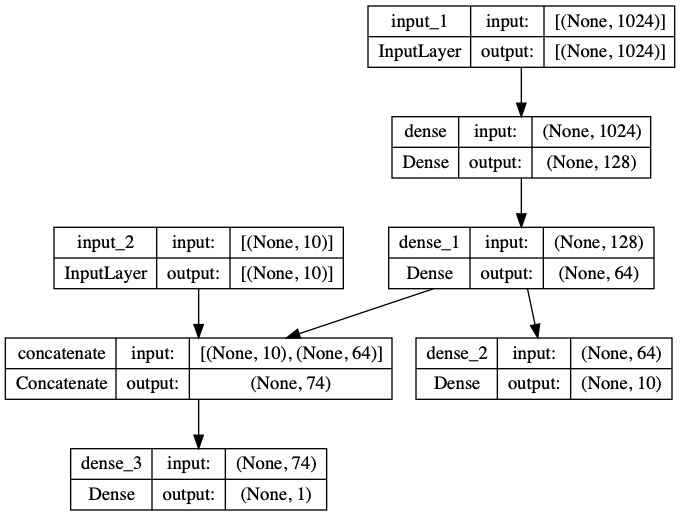 input_1 input: [(None, 1024)]
InputLayer output: [(None, 1024)]
dense input: (None, 1024)
Dense output: (None, 128)
input_2 input: [(None, 10)]
InputLayer output: [(None, 10)]
dense_1 input: (None, 128)
Dense output: (None, 64)
concatenate input: [(None, 10), (None, 64)]
Concatenate output: (None, 74)
dense_2 input: (None, 64)
Dense output: (None, 10)
dense_3 input: (None, 74)
Dense output: (None, 1)